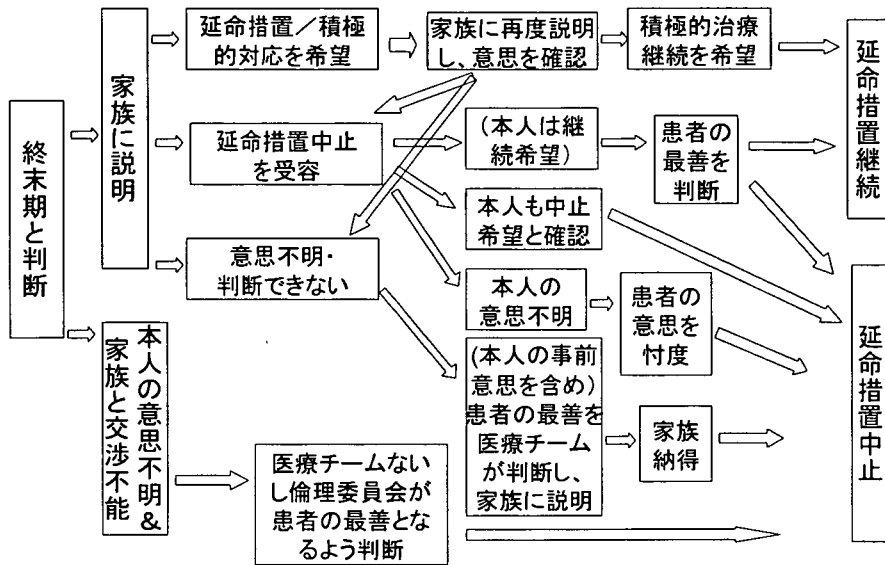 終末期と判断
家族に説明
本人の意思不明&
家族と交渉不能
延命措置/積極
的対応を希望
家族に再度説明
し、意思を確認
積極的治療
継続を希望
延命措置継続
延命措置中止
を受容
(本人は継
続希望)
患者の
最善を
判断
本人も中止
希望と確認
意思不明・
判断できない
本人の
意思不明
患者の
意思を
忖度
(本人の事前
意思を含め)
患者の最善を
医療チーム
が判断し、
家族に説明
家族
納得
医療チームない
し倫理委員会が
患者の最善とな
るよう判断
延命措置中止